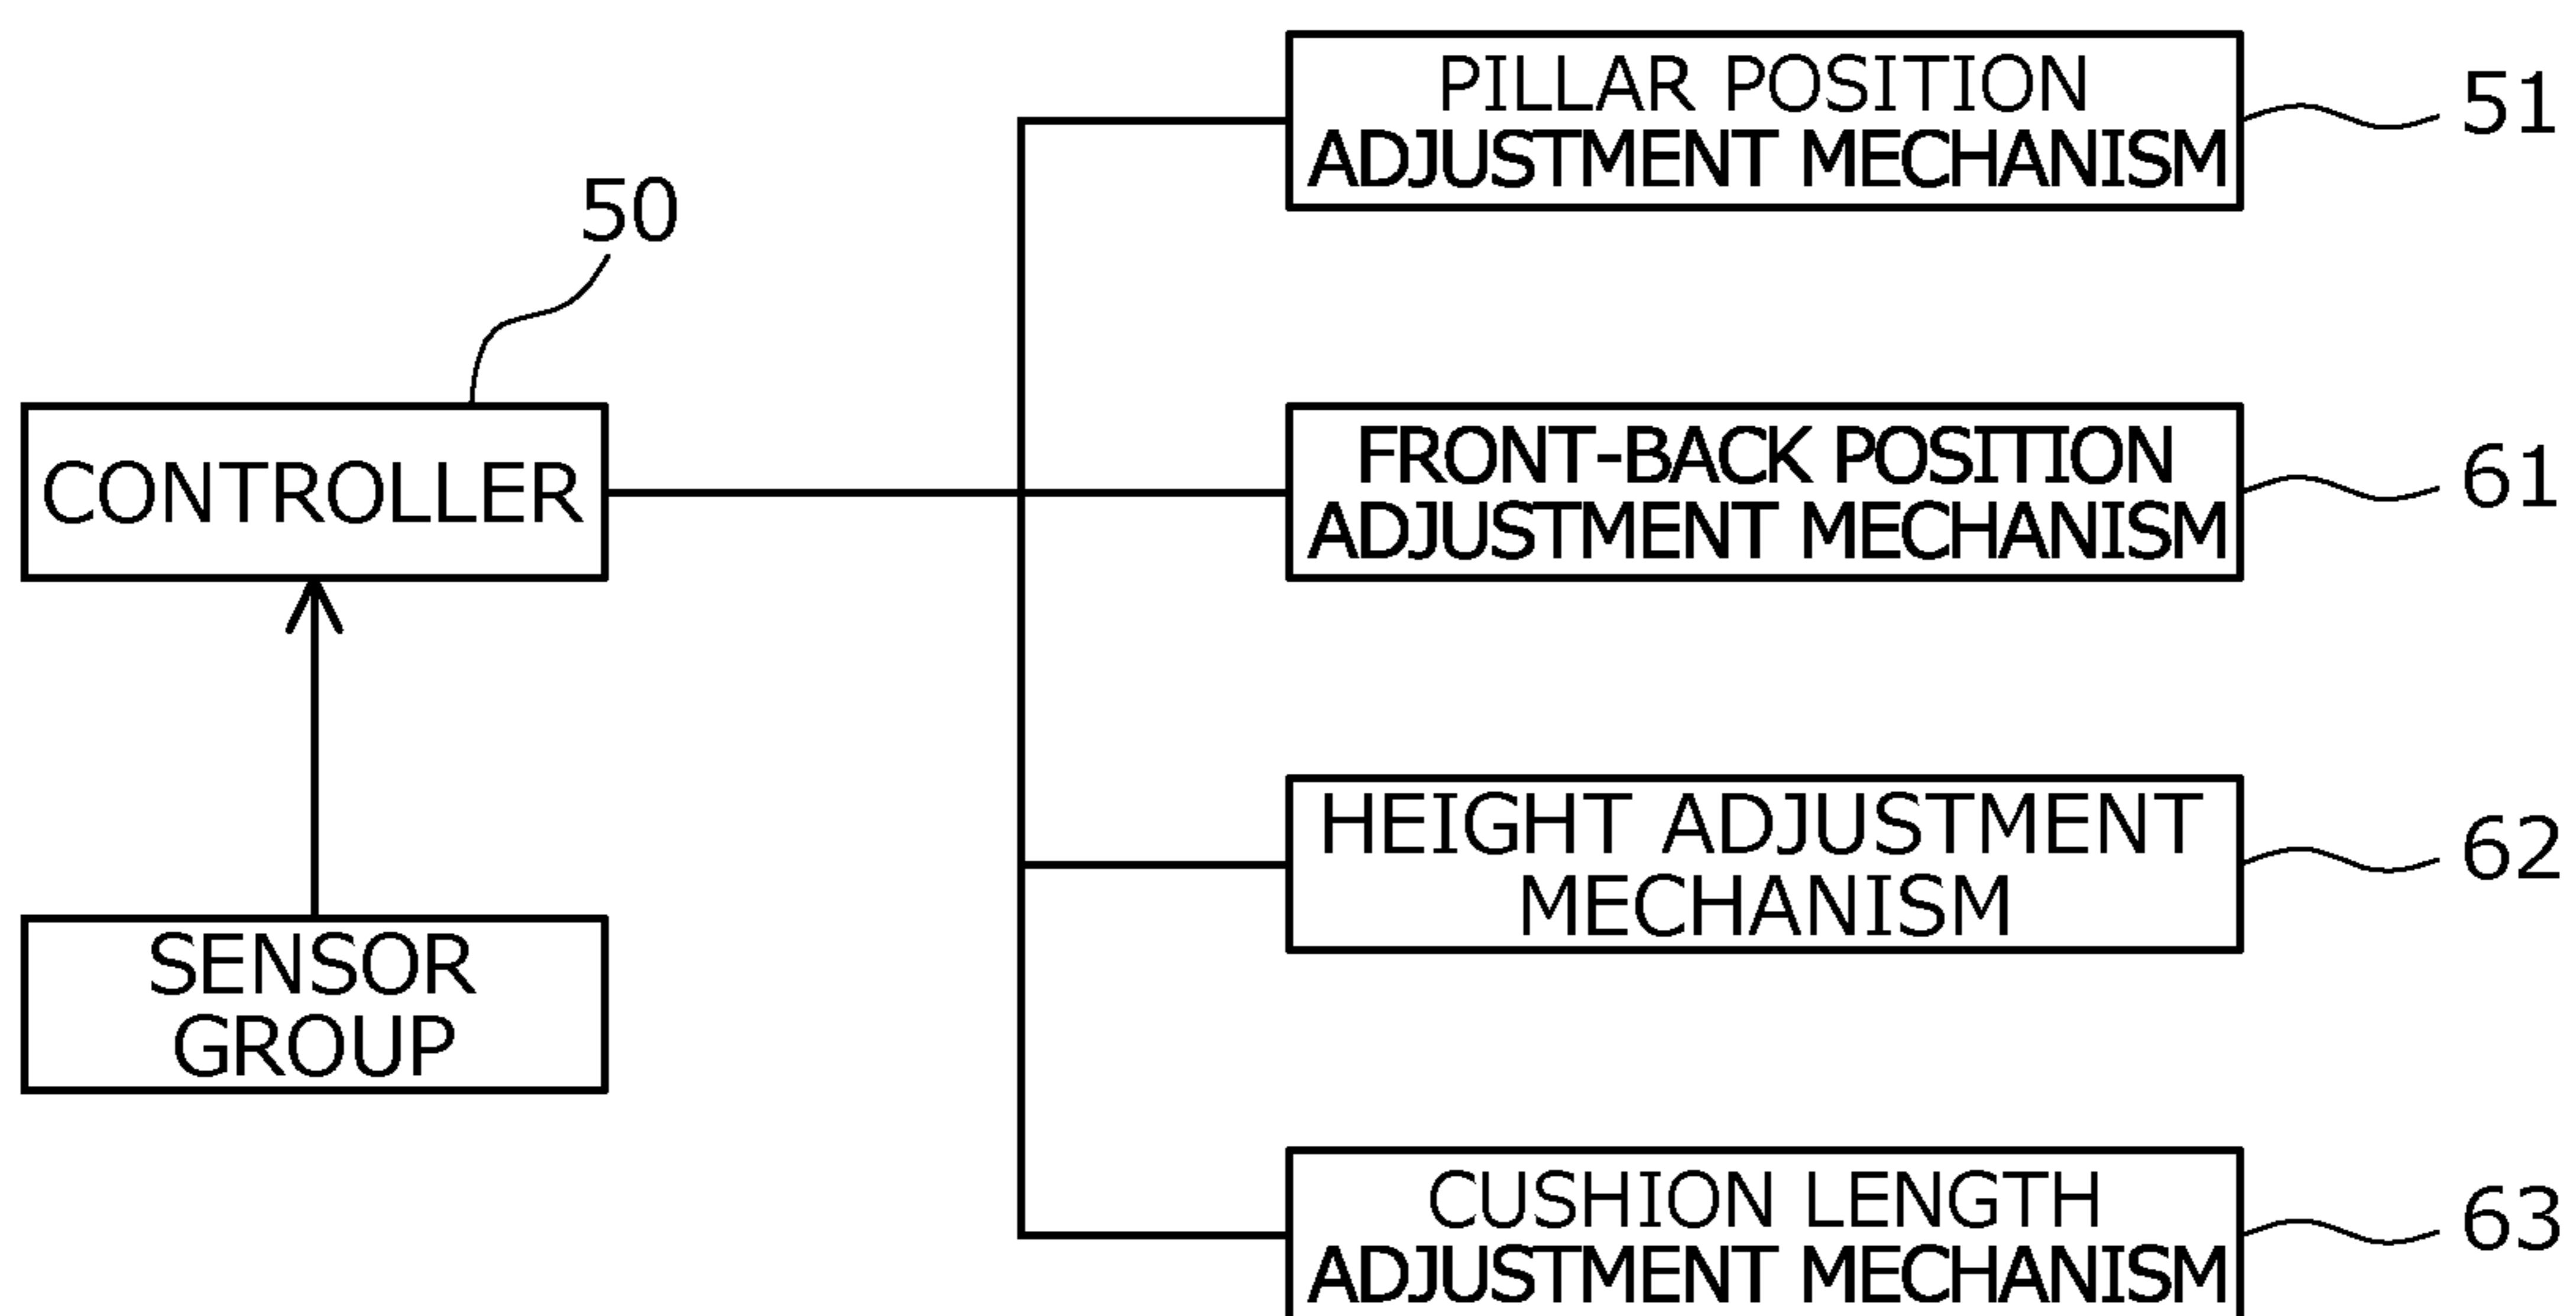 PILLAR POSITION
ADJUSTMENT MECHANISM
51
50
CONTROLLER
FRONT-BACK POSITION
ADJUSTMENT MECHANISM
61
HEIGHT ADJUSTMENT
MECHANISM
62
SENSOR
GROUP
CUSHION LENGTH
ADJUSTMENT MECHANISM
63